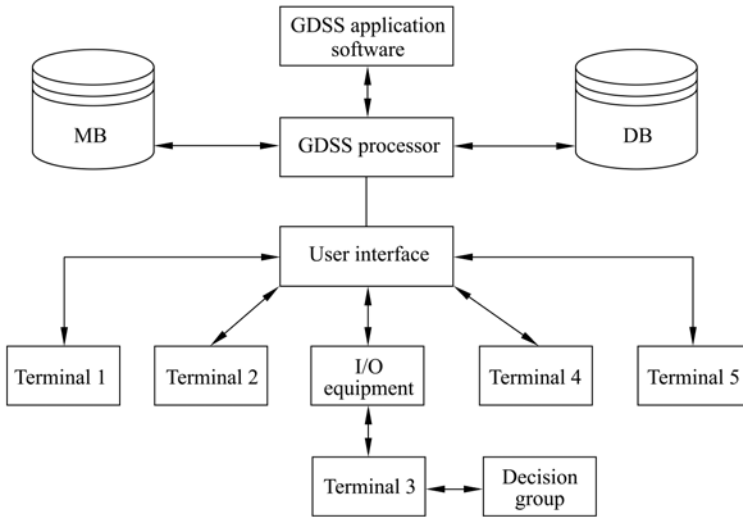 GDSS application
software
MB
GDSS processor
DB
User interface
Terminal 1
Terminal 2
I/O
equipment
Terminal 4
Terminal 5
Terminal 3
Decision
group